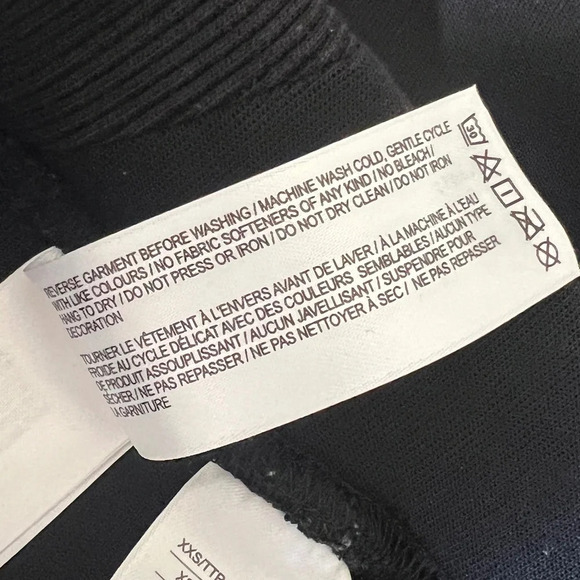 REVERSE GARMENT BEFORE WASHING / MACHINE WASH COLD, GENTLE CYCLE
WITH LIKE COLOURS / NO FABRIC SOFTENERS OF ANY KIND / NO BLEACH /
HANG TO DRY / DO NOT PRESS OR IRON / DO NOT DRY CLEAN / DO NOT IRON
DECORATION
TOURNER LE VÊTEMENT À L'ENVERS AVANT DE LAVER / À LA MACHINE À L'EAU
FROIDE AU CYCLE DÉLICAT AVEC DES COULEURS SEMBLABLES / AUCUN TYPE
DE PRODUIT ASSOUPLISSANT / AUCUN JAVELLISANT / SUSPENDRE POUR
SÉCHER / NE PAS REPASSER / NE PAS NETTOYER À SEC / NE PAS REPASSER
LA GARNITURE
30
XXS/TTP